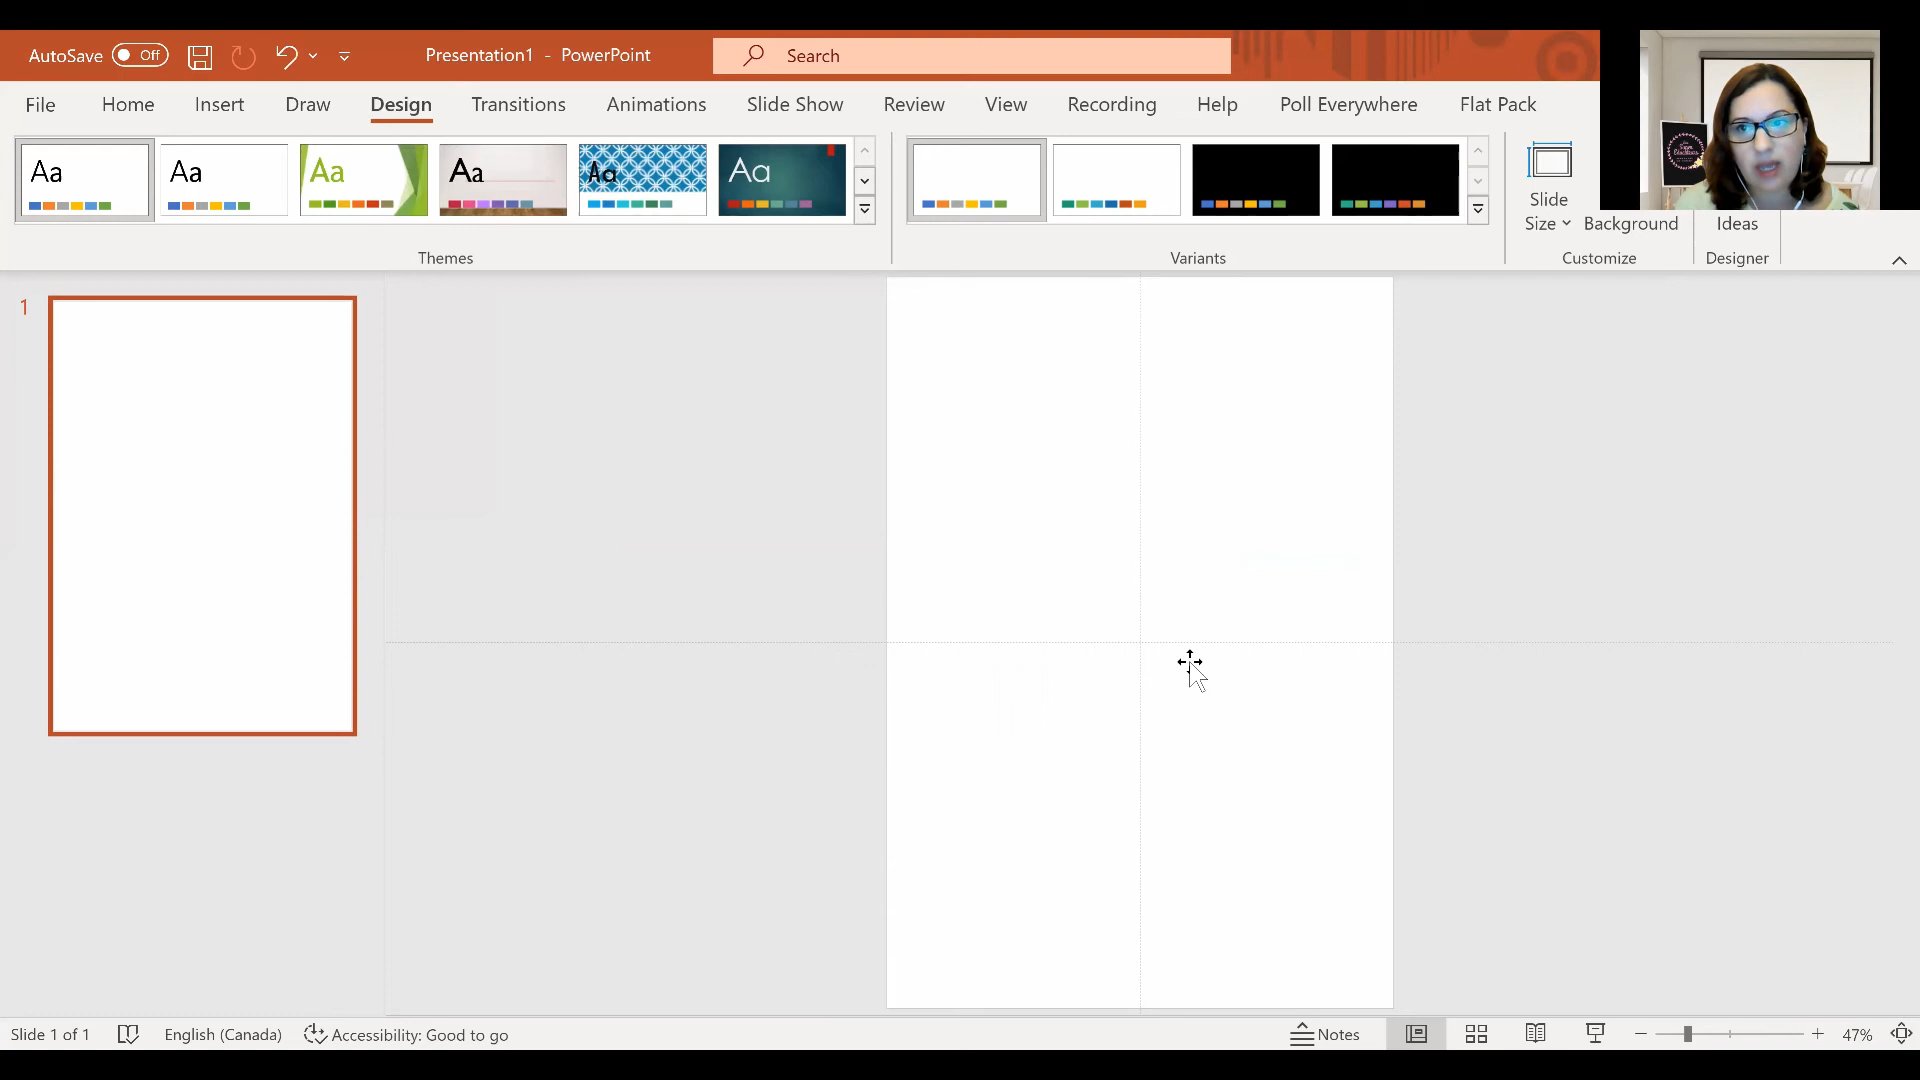 AutoSave Off Presentation1 - PowerPoint Search
File Home Insert Draw Design Transitions Animations Slide Show Review View Recording Help Poll Everywhere Flat Pack
Aa Aa Aa Aa Aa Aa
Slide
Size Background Ideas
Themes Variants Customize Designer
1
Slide 1 of 1 English (Canada) Accessibility: Good to go Notes 47%